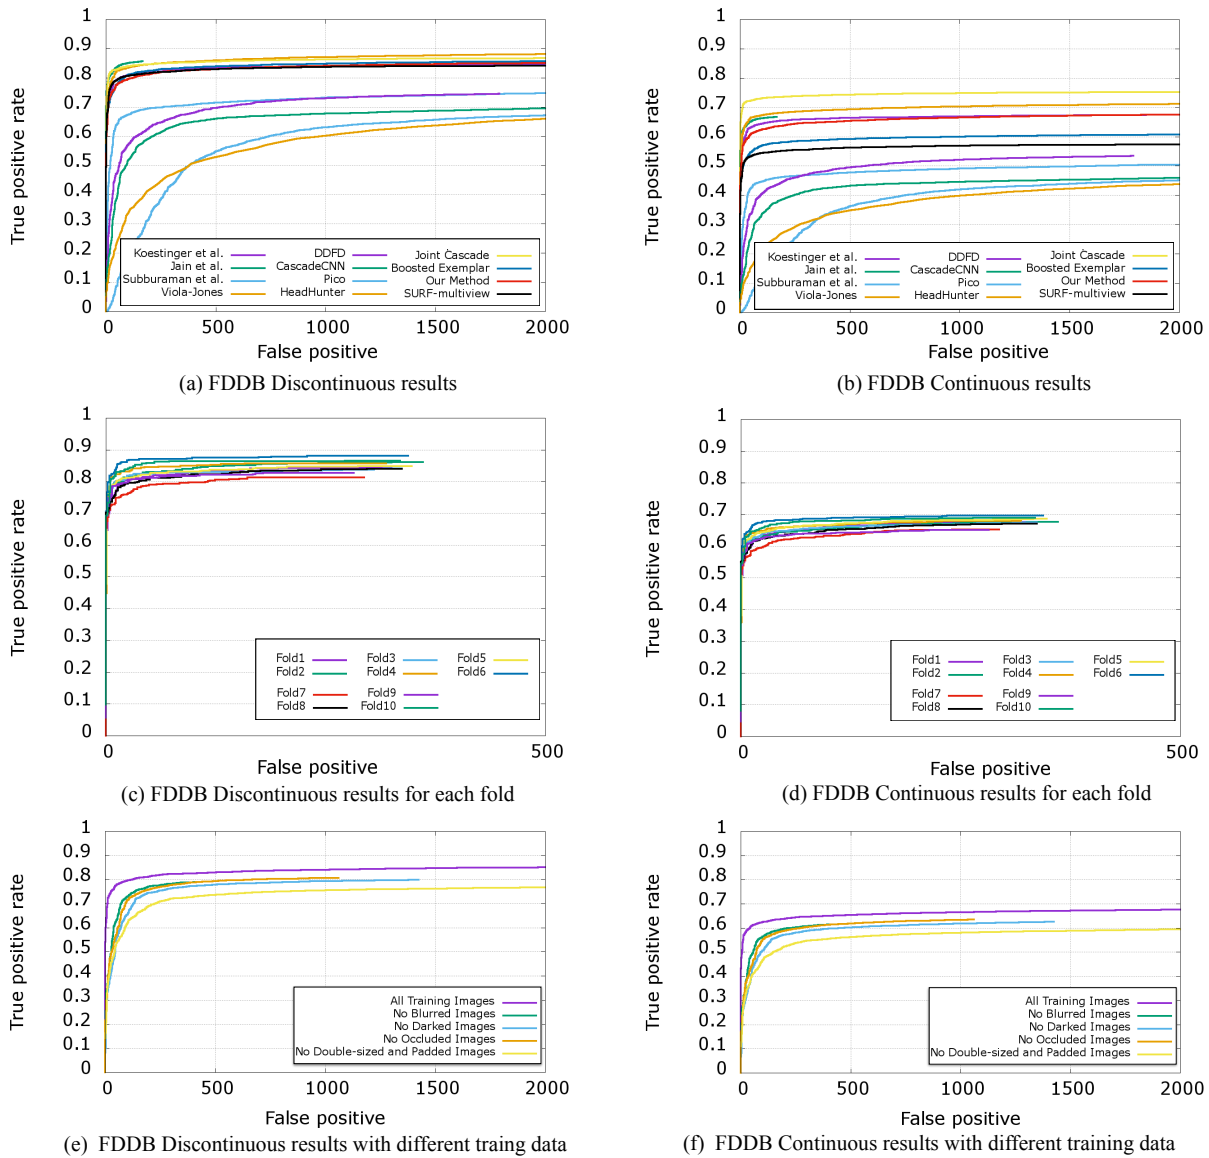 1
0.9
0.8
0.7
0.6
0.5
0.4
0.3
0.2
0.1
0
True positive rate
Koestinger et al.
Jain et al.
Subburaman et al.
Viola-Jones
DDFD
CascadeCNN
Pico
HeadHunter
Joint Cascade
Boosted Exemplar
Our Method
SURF-multiview
0 500 1000 1500 2000
False positive
(a) FDDB Discontinuous results
1
0.9
0.8
0.7
0.6
0.5
0.4
0.3
0.2
0.1
0
True positive rate
Koestinger et al.
Jain et al.
Subburaman et al.
Viola-Jones
DDFD
CascadeCNN
Pico
HeadHunter
Joint Cascade
Boosted Exemplar
Our Method
SURF-multiview
0 500 1000 1500 2000
False positive
(b) FDDB Continuous results
1
0.9
0.8
0.7
0.6
0.5
0.4
0.3
0.2
0.1
0
True positive rate
Fold1 Fold3 Fold5
Fold2 Fold4 Fold6
Fold7 Fold9
Fold8 Fold10
0 500
False positive
(c) FDDB Discontinuous results for each fold
1
0.9
0.8
0.7
0.6
0.5
0.4
0.3
0.2
0.1
0
True positive rate
Fold1 Fold3 Fold5
Fold2 Fold4 Fold6
Fold7 Fold9
Fold8 Fold10
0 500
False positive
(d) FDDB Continuous results for each fold
1
0.9
0.8
0.7
0.6
0.5
0.4
0.3
0.2
0.1
0
True positive rate
All Training Images
No Blurred Images
No Darked Images
No Occluded Images
No Double-sized and Padded Images
0 500 1000 1500 2000
False positive
(e) FDDB Discontinuous results with different traing data
1
0.9
0.8
0.7
0.6
0.5
0.4
0.3
0.2
0.1
0
True positive rate
All Training Images
No Blurred Images
No Darked Images
No Occluded Images
No Double-sized and Padded Images
0 500 1000 1500 2000
False positive
(f) FDDB Continuous results with different training data